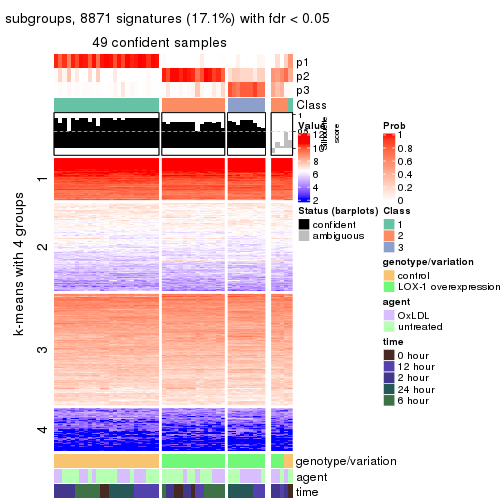 subgroups, 8871 signatures (17.1%) with fdr < 0.05
49 confident samples
p1
p2
p3
Class
1
0.5
Silhouette
score
k-means with 4 groups
1
2
3
4
Value
12
10
8
6
4
2
Prob
1
0.8
0.6
0.4
0.2
0
Status (barplots)
confident
ambiguous
Class
1
2
3
genotype/variation
control
LOX-1 overexpression
agent
OxLDL
untreated
time
0 hour
12 hour
2 hour
24 hour
6 hour
genotype/variation
agent
time